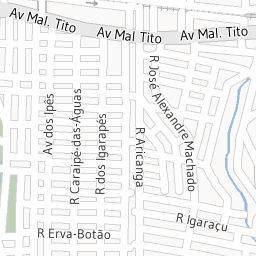 Av Mal. Tito
Av Mal. Tito
Av Mal. Tito
R José Alexandre Machado
Av dos Ipês
R Caraipé-das-Águas
R dos Igarapés
R Aricanga
R Igaraçu
R Erva-Botão